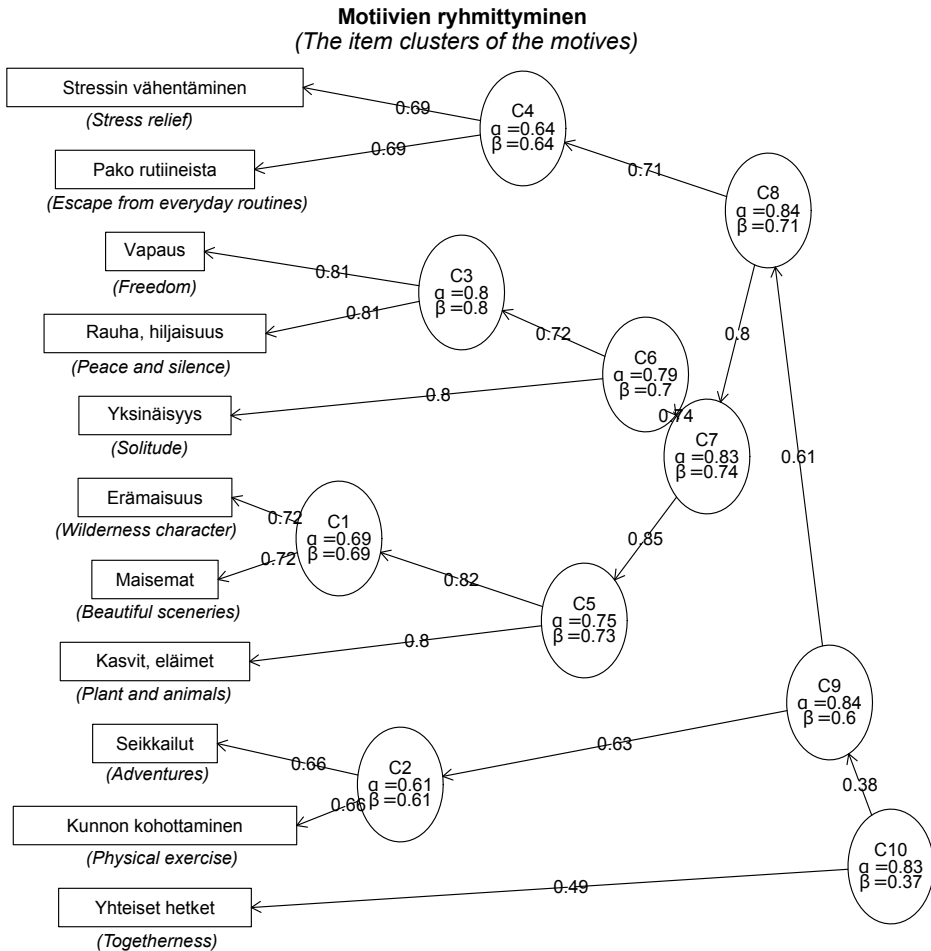 Motiivien ryhmittyminen
(The item clusters of the motives)
Stressin vähentäminen
(Stress relief)
Pako rutiineista
(Escape from everyday routines)
Vapaus
(Freedom)
Rauha, hiljaisuus
(Peace and silence)
Yksinäisyys
(Solitude)
Erämaisuus
(Wilderness character)
Maisemat
(Beautiful sceneries)
Kasvit, eläimet
(Plant and animals)
Seikkailut
(Adventures)
Kunnon kohottaminen
(Physical exercise)
Yhteiset hetket
(Togetherness)
0.69
0.69
C4
α =0.64
β =0.64
0.71
C8
α =0.84
β =0.71
0.81
0.81
C3
α =0.8
β =0.8
0.72
0.8
C6
α =0.79
β =0.7
0.74
0.8
C7
α =0.83
β =0.74
0.61
0.72
0.72
C1
α =0.69
β =0.69
0.82
0.85
0.8
C5
α =0.75
β =0.73
C9
α =0.84
β =0.6
0.66
0.66
C2
α =0.61
β =0.61
0.63
0.38
C10
α =0.83
β =0.37
0.49